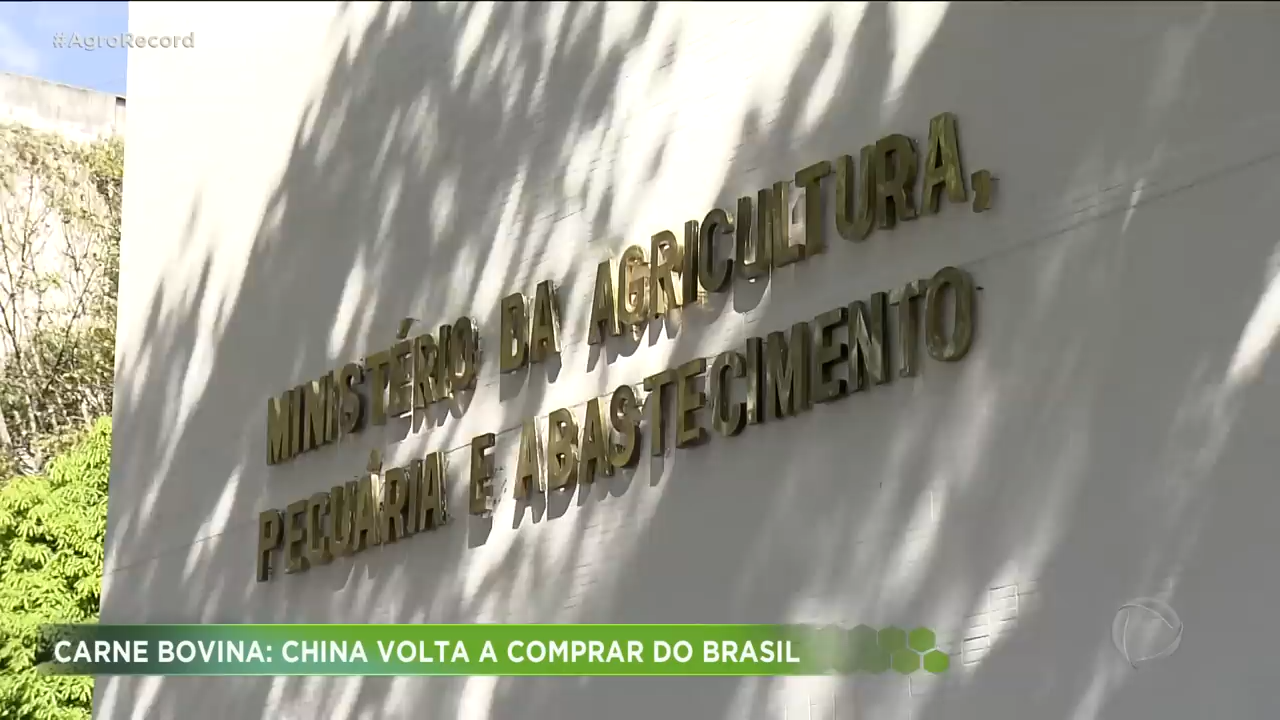 #AgroRecord
MINISTÉRIO DA AGRICULTURA,
PECUÁRIA E ABASTECIMENTO
CARNE BOVINA: CHINA VOLTA A COMPRAR DO BRASIL